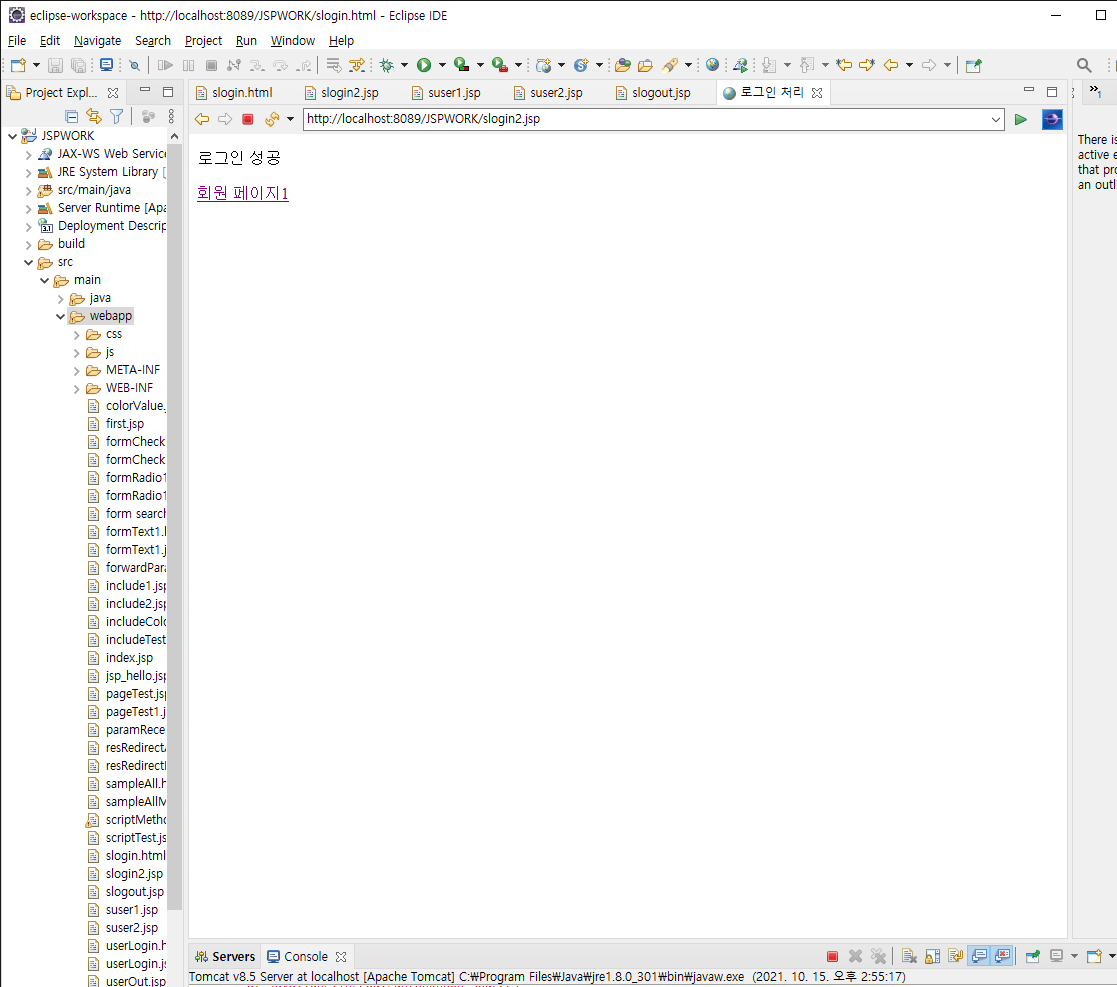 eclipse-workspace - http://localhost:8089/JSPWORK/slogin.html - Eclipse IDE
File Edit Navigate Search Project Run Window Help
Project Expl...
slogin.html slogin2.jsp suser1.jsp suser2.jsp slogout.jsp 로그인 처리
http://localhost:8089/JSPWORK/slogin2.jsp
로그인 성공
회원 페이지1
JSPWORK
JAX-WS Web Service
JRE System Library [
src/main/java
Server Runtime [Apa
Deployment Descrip
build
src
main
java
webapp
css
js
META-INF
WEB-INF
colorValue.
first.jsp
formCheck
formCheck
formRadio1
formRadio1
form search
formText1.h
formText1.j
forwardPara
include1.jsp
include2.jsp
includeColo
includeTest
index.jsp
jsp_hello.jsp
pageTest.jsp
pageTest1.j
paramRece
resRedirectA
resRedirect
sampleAll.h
sampleAllM
scriptMetho
scriptTest.js
slogin.html
slogin2.jsp
slogout.jsp
suser1.jsp
suser2.jsp
userLogin.h
userLogin.js
userOut.jsp
There is
active e
that pro
an outli
Servers Console
Tomcat v8.5 Server at localhost [Apache Tomcat] C:₩Program Files₩Java₩jre1.8.0_301₩bin₩javaw.exe (2021. 10. 15. 오후 2:55:17)